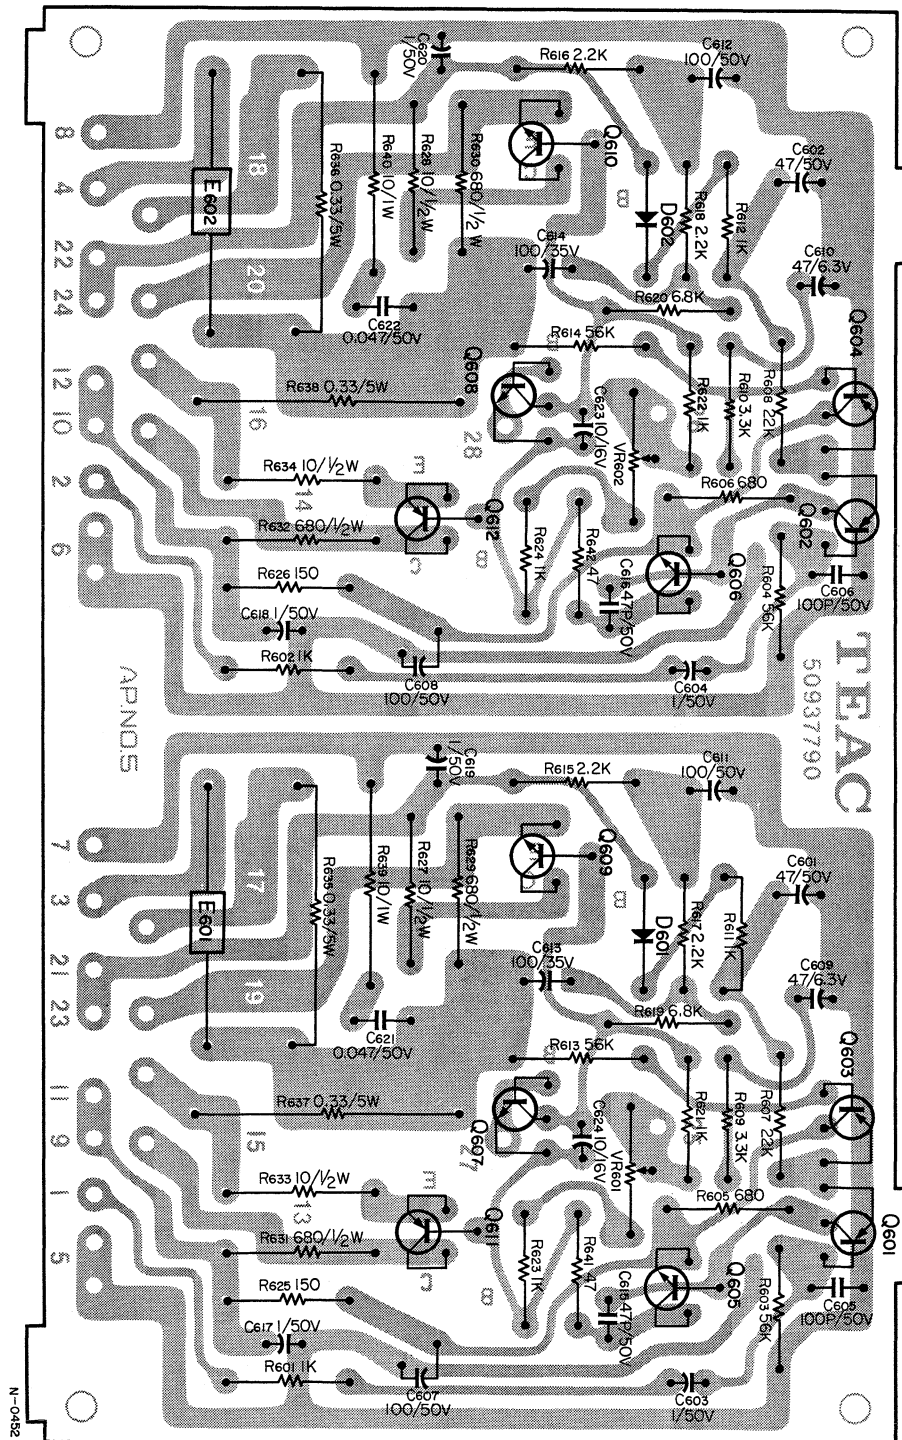 C620
1/50V
R616 2.2K
C612
100/50V
8
4
22
24
12
10
2
6
18
E602
20
R636 0.33/5W
R640 10/1W
R628 10/½W
R630 680/½W
Q610
B
D602
R618 2.2K
R612 1K
C602
47/50V
C614
100/35V
C610
47/6.3V
C622
0.047/50V
R620 6.8K
R614 56K
B
Q604
Q608
R638 0.33/5W
16
28
C623 10/16V
VR602
R622 1K
R610 3.3K
R608 22K
R634 10/½W
E
14
R606 680
Q602
Q612
R632 680/½W
C
B
R624 1K
R642 47
C616 47P/50V
Q606
R604 56K
C606
100P/50V
R626 150
C618 1/50V
R602 1K
C608
100/50V
C604
1/50V
TEAC
50937790
AP.NO.5
C619
1/50V
R615 2.2K
C611
100/50V
7
3
21
23
11
9
1
5
17
E601
19
R635 0.33/5W
R639 10/1W
R627 10/½W
R629 680/½W
Q609
B
D601
R617 2.2K
R611 1K
C601
47/50V
C613
100/35V
C609
47/6.3V
C621
0.047/50V
R619 6.8K
R613 56K
B
Q603
Q607
R637 0.33/5W
15
27
C624 10/16V
VR601
R621 1K
R609 3.3K
R607 22K
R633 10/½W
E
13
R605 680
Q601
Q611
R631 680/½W
C
B
R623 1K
R641 47
C615 47P/50V
Q605
R603 56K
C605
100P/50V
R625 150
C617 1/50V
R601 1K
C607
100/50V
C603
1/50V
N-0452